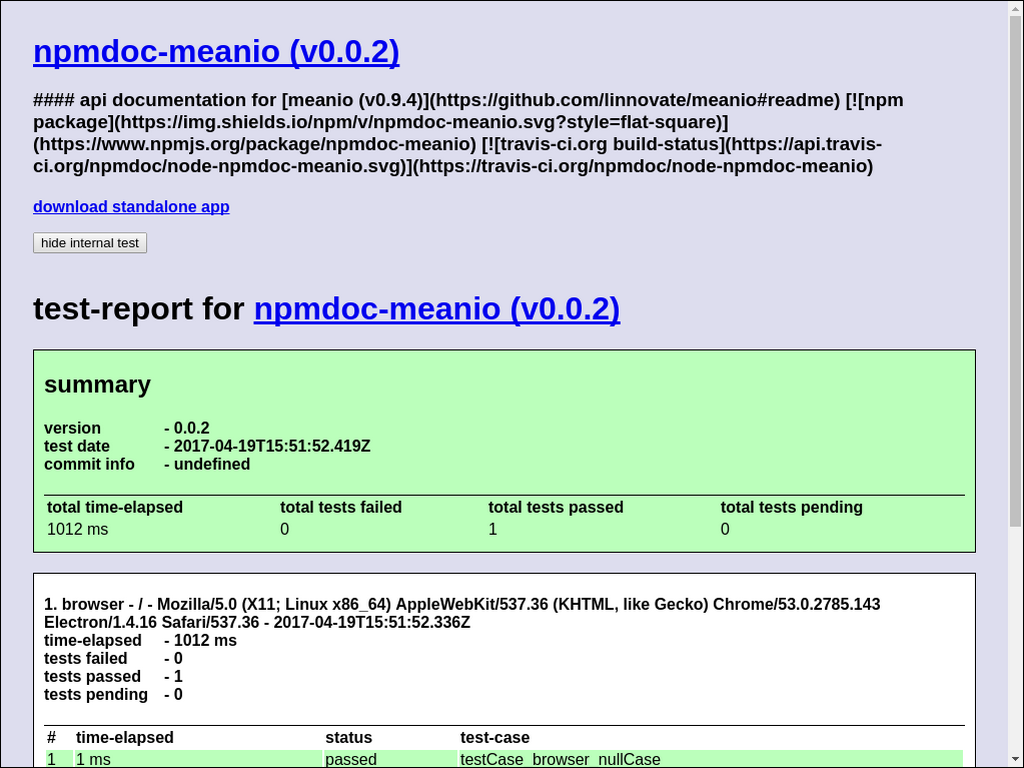 npmdoc-meanio (v0.0.2)
#### api documentation for [meanio (v0.9.4)](https://github.com/linnovate/meanio#readme) [![npm
package](https://img.shields.io/npm/v/npmdoc-meanio.svg?style=flat-square)]
(https://www.npmjs.org/package/npmdoc-meanio) [![travis-ci.org build-status](https://api.travis-
ci.org/npmdoc/node-npmdoc-meanio.svg)](https://travis-ci.org/npmdoc/node-npmdoc-meanio)
download standalone app
hide internal test
test-report for npmdoc-meanio (v0.0.2)
summary
version - 0.0.2
test date - 2017-04-19T15:51:52.419Z
commit info - undefined
total time-elapsed total tests failed total tests passed total tests pending
1012 ms 0 1 0
1. browser - / - Mozilla/5.0 (X11; Linux x86_64) AppleWebKit/537.36 (KHTML, like Gecko) Chrome/53.0.2785.143
Electron/1.4.16 Safari/537.36 - 2017-04-19T15:51:52.336Z
time-elapsed - 1012 ms
tests failed - 0
tests passed - 1
tests pending - 0
# time-elapsed status test-case
1 1 ms passed testCase_browser_nullCase